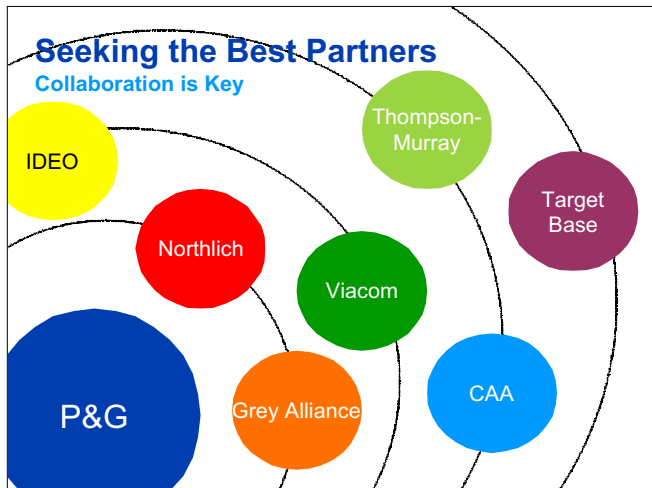 Seeking the Best Partners
Collaboration is Key
Thompson-
Murray
IDEO
Target
Base
Northlich
Viacom
CAA
Grey Alliance
P&G